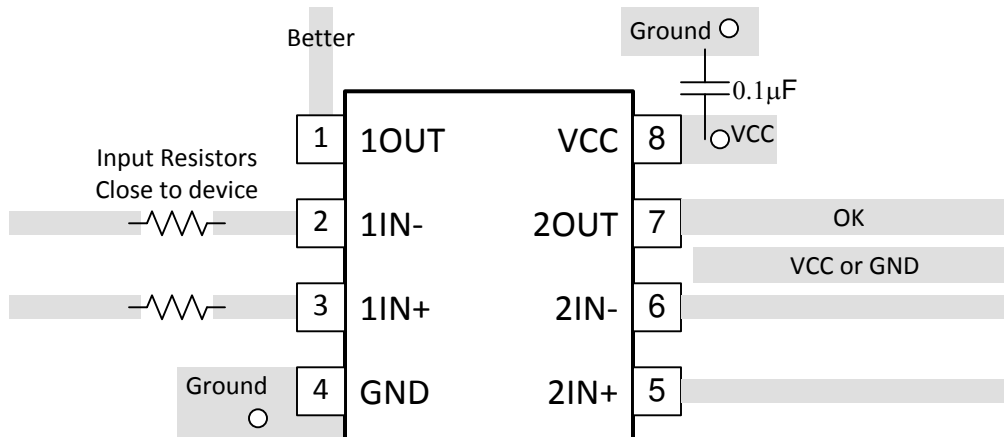 Better
Ground
0.1µF
1 1OUT VCC 8 VCC
Input Resistors
Close to device
2 1IN- 2OUT 7 OK
VCC or GND
3 1IN+ 2IN- 6
Ground
4 GND 2IN+ 5